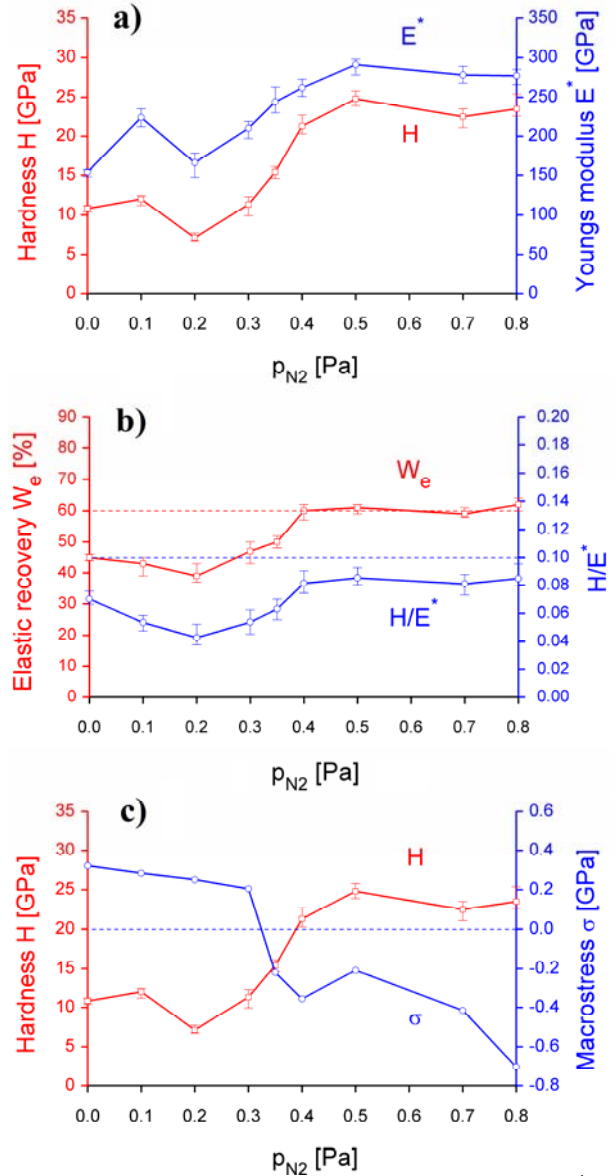 a)
Hardness H [GPa]
35
30
25
20
15
10
5
0
E*
H
350
300
250
200
150
100
50
0
Youngs modulus E* [GPa]
0.0 0.1 0.2 0.3 0.4 0.5 0.6 0.7 0.8
pN2 [Pa]
b)
Elastic recovery We [%]
90
80
70
60
50
40
30
20
10
0
We
H/E*
0.20
0.18
0.16
0.14
0.12
0.10
0.08
0.06
0.04
0.02
0.00
H/E*
0.0 0.1 0.2 0.3 0.4 0.5 0.6 0.7 0.8
pN2 [Pa]
c)
Hardness H [GPa]
35
30
25
20
15
10
5
0
H
σ
0.6
0.4
0.2
0.0
-0.2
-0.4
-0.6
-0.8
Macrostress σ [GPa]
0.0 0.1 0.2 0.3 0.4 0.5 0.6 0.7 0.8
pN2 [Pa]